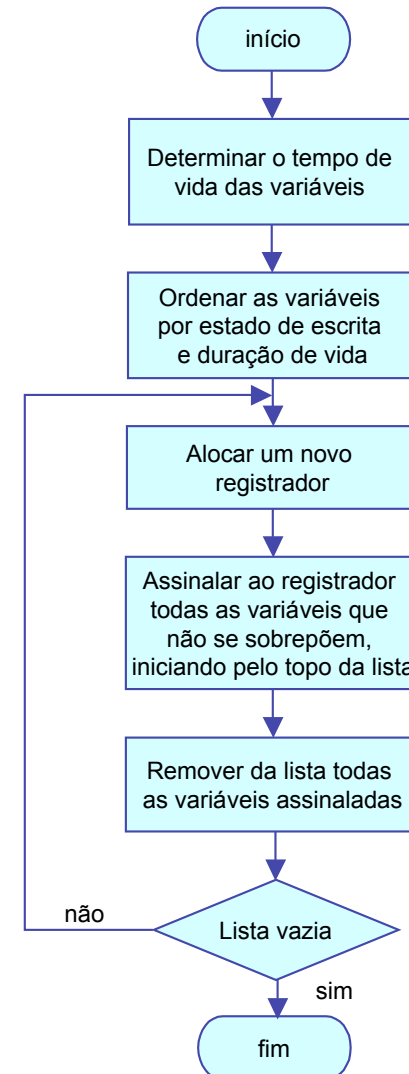 início
Determinar o tempo de
vida das variáveis
Ordenar as variáveis
por estado de escrita
e duração de vida
Alocar um novo
registrador
Assinalar ao registrador
todas as variáveis que
não se sobrepõem,
iniciando pelo topo da lista
Remover da lista todas
as variáveis assinaladas
não
Lista vazia
sim
fim